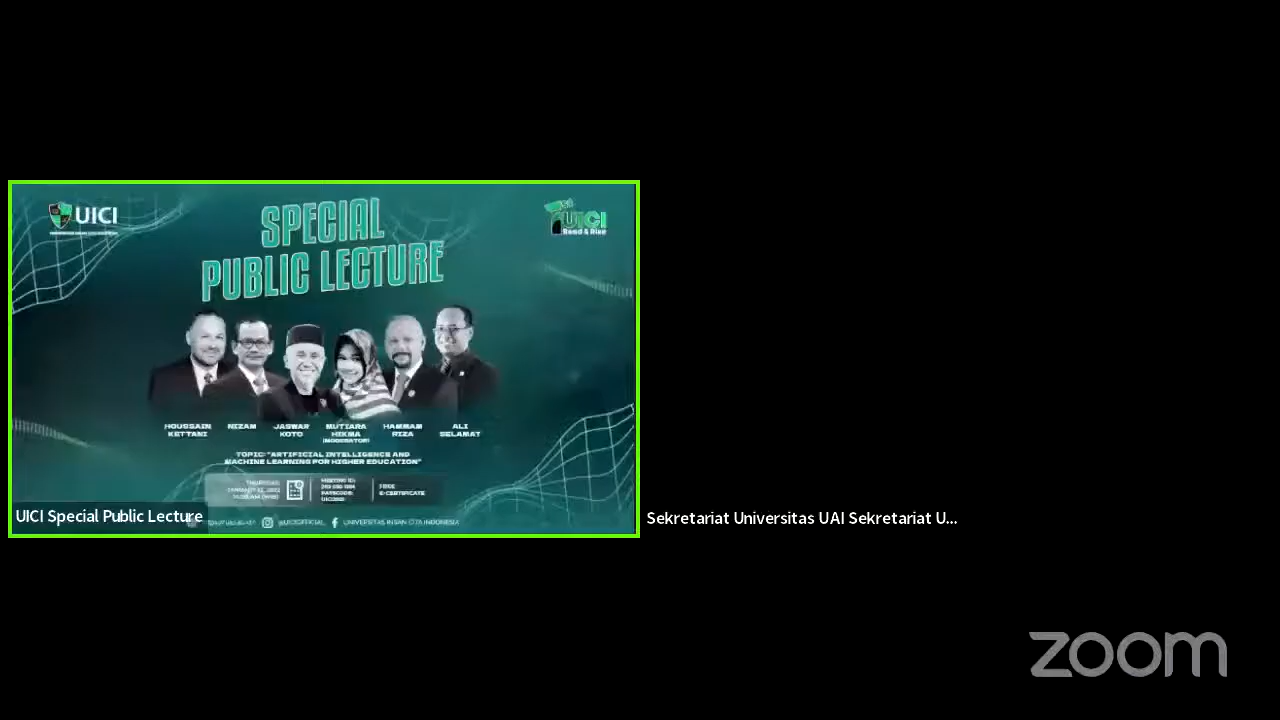 UICI
SPECIAL
PUBLIC LECTURE
1st
UICI
Read & Rise
HOUSSAIN
KETTANI
NIZAM
JASWAR
KOTO
MUTIARA
HIKMA
(MODERATOR)
HAMMAM
RIZA
ALI
SELAMAT
TOPIC: "ARTIFICIAL INTELLIGENCE AND
MACHINE LEARNING FOR HIGHER EDUCATION"
THURSDAY,
MEETING ID:
PASSCODE:
FREE
E-CERTIFICATE
@UICIOFFICIAL
UNIVERSITAS INSAN CITA INDONESIA
UICI Special Public Lecture
Sekretariat Universitas UAI Sekretariat U...
zoom